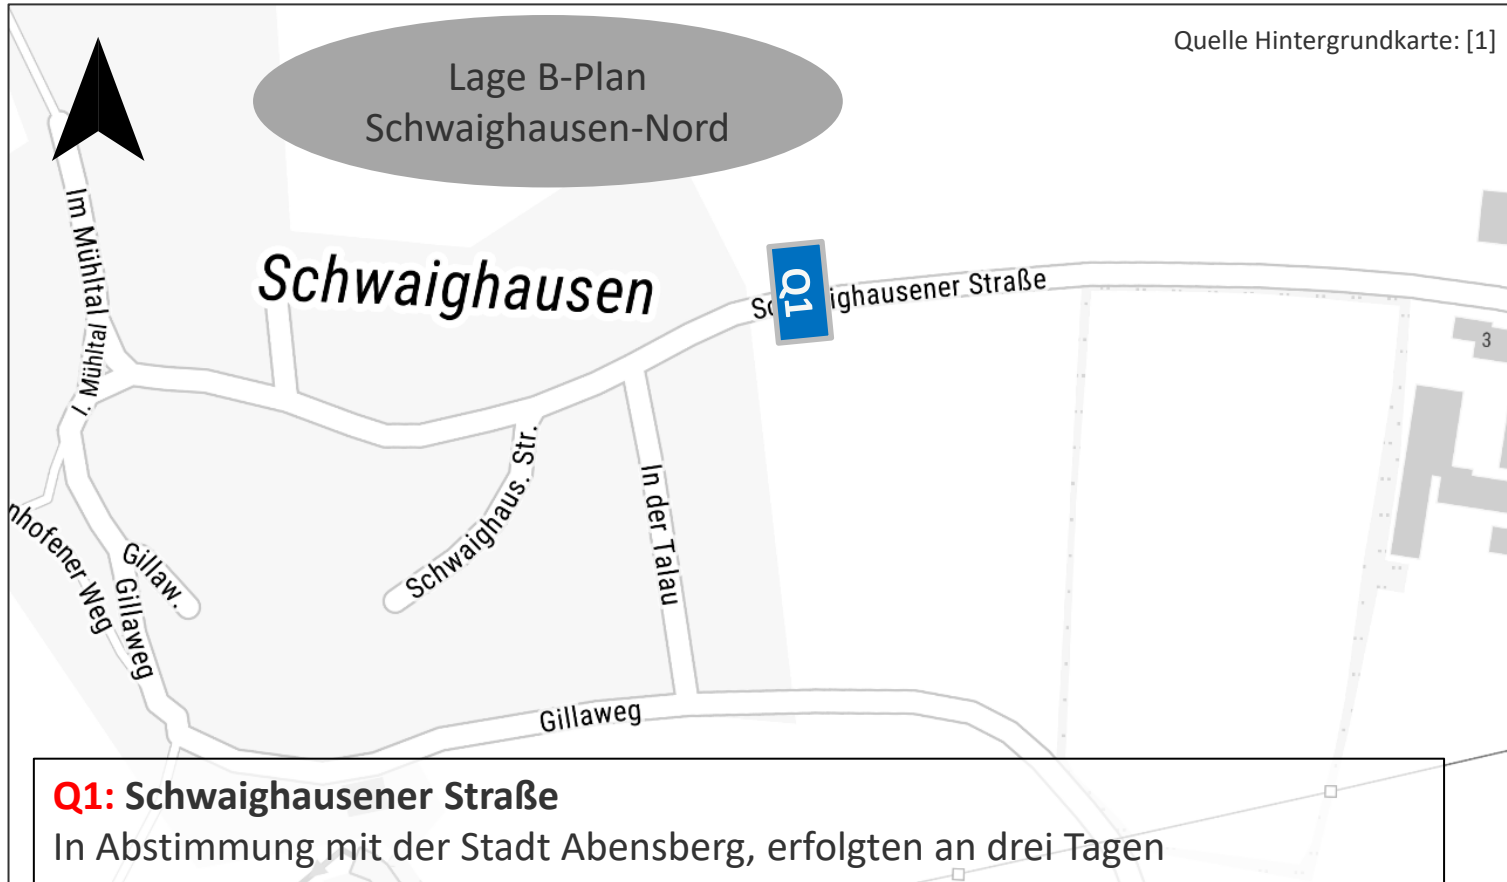 Quelle Hintergrundkarte: [1]
Lage B-Plan
Schwaighausen-Nord
Im Mühltal
Schwaighausen
Q1
ighausener Straße
I. Mühltal
Schwaighaus. Str.
In der Talau
3
nhofener Weg
Gillaw.
Gillaweg
Gillaweg
Q1: Schwaighausener Straße
In Abstimmung mit der Stadt Abensberg, erfolgten an drei Tagen